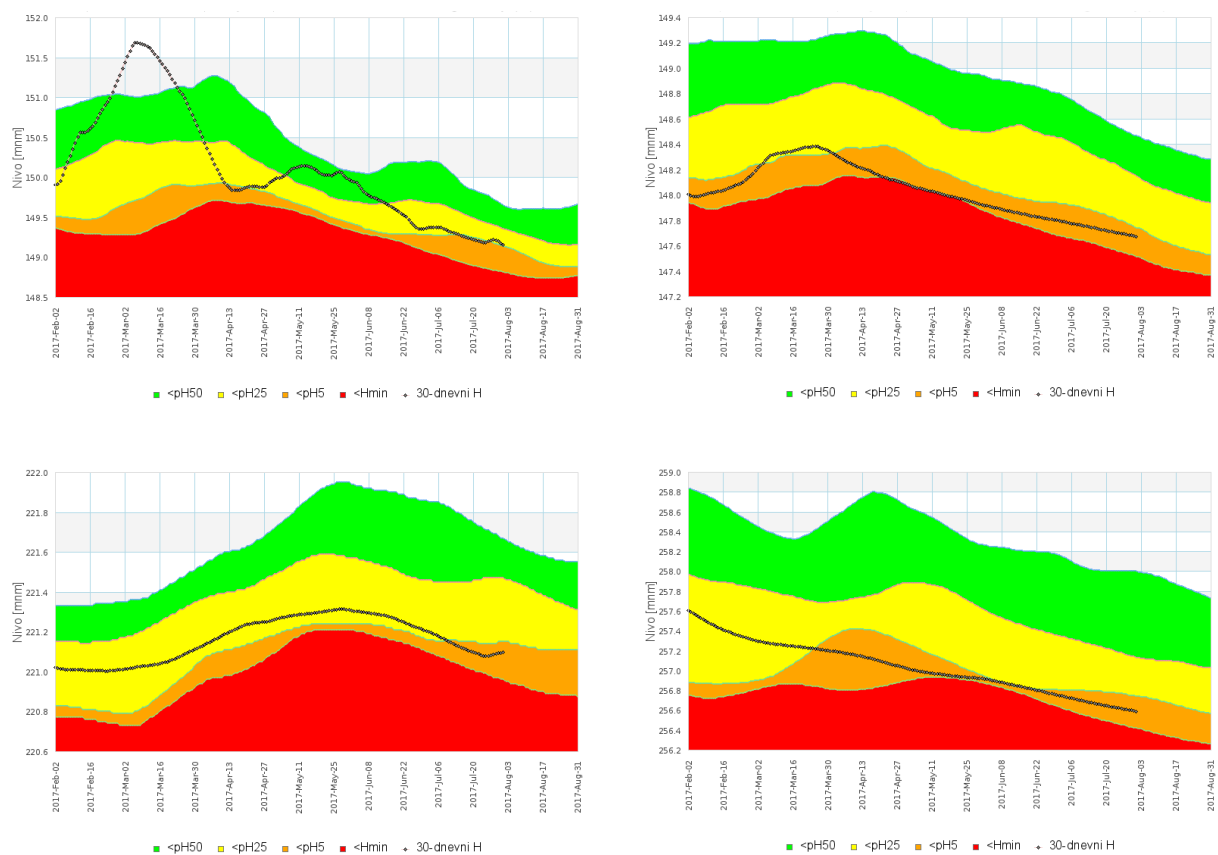 152.0
151.5
151.0
150.5
150.0
149.5
149.0
148.5
Nivo [mnm]
2017-Feb-02
2017-Feb-16
2017-Mar-02
2017-Mar-16
2017-Mar-30
2017-Apr-13
2017-Apr-27
2017-May-11
2017-May-25
2017-Jun-08
2017-Jun-22
2017-Jul-06
2017-Jul-20
2017-Aug-03
2017-Aug-17
2017-Aug-31
<pH50 <pH25 <pH5 <Hmin 30-dnevni H
149.4
149.2
149.0
148.8
148.6
148.4
148.2
148.0
147.8
147.6
147.4
147.2
Nivo [mnm]
2017-Feb-02
2017-Feb-16
2017-Mar-02
2017-Mar-16
2017-Mar-30
2017-Apr-13
2017-Apr-27
2017-May-11
2017-May-25
2017-Jun-08
2017-Jun-22
2017-Jul-06
2017-Jul-20
2017-Aug-03
2017-Aug-17
2017-Aug-31
<pH50 <pH25 <pH5 <Hmin 30-dnevni H
222.0
221.8
221.6
221.4
221.2
221.0
220.8
220.6
Nivo [mnm]
2017-Feb-02
2017-Feb-16
2017-Mar-02
2017-Mar-16
2017-Mar-30
2017-Apr-13
2017-Apr-27
2017-May-11
2017-May-25
2017-Jun-08
2017-Jun-22
2017-Jul-06
2017-Jul-20
2017-Aug-03
2017-Aug-17
2017-Aug-31
<pH50 <pH25 <pH5 <Hmin 30-dnevni H
259.0
258.8
258.6
258.4
258.2
258.0
257.8
257.6
257.4
257.2
257.0
256.8
256.6
256.4
256.2
Nivo [mnm]
2017-Feb-02
2017-Feb-16
2017-Mar-02
2017-Mar-16
2017-Mar-30
2017-Apr-13
2017-Apr-27
2017-May-11
2017-May-25
2017-Jun-08
2017-Jun-22
2017-Jul-06
2017-Jul-20
2017-Aug-03
2017-Aug-17
2017-Aug-31
<pH50 <pH25 <pH5 <Hmin 30-dnevni H